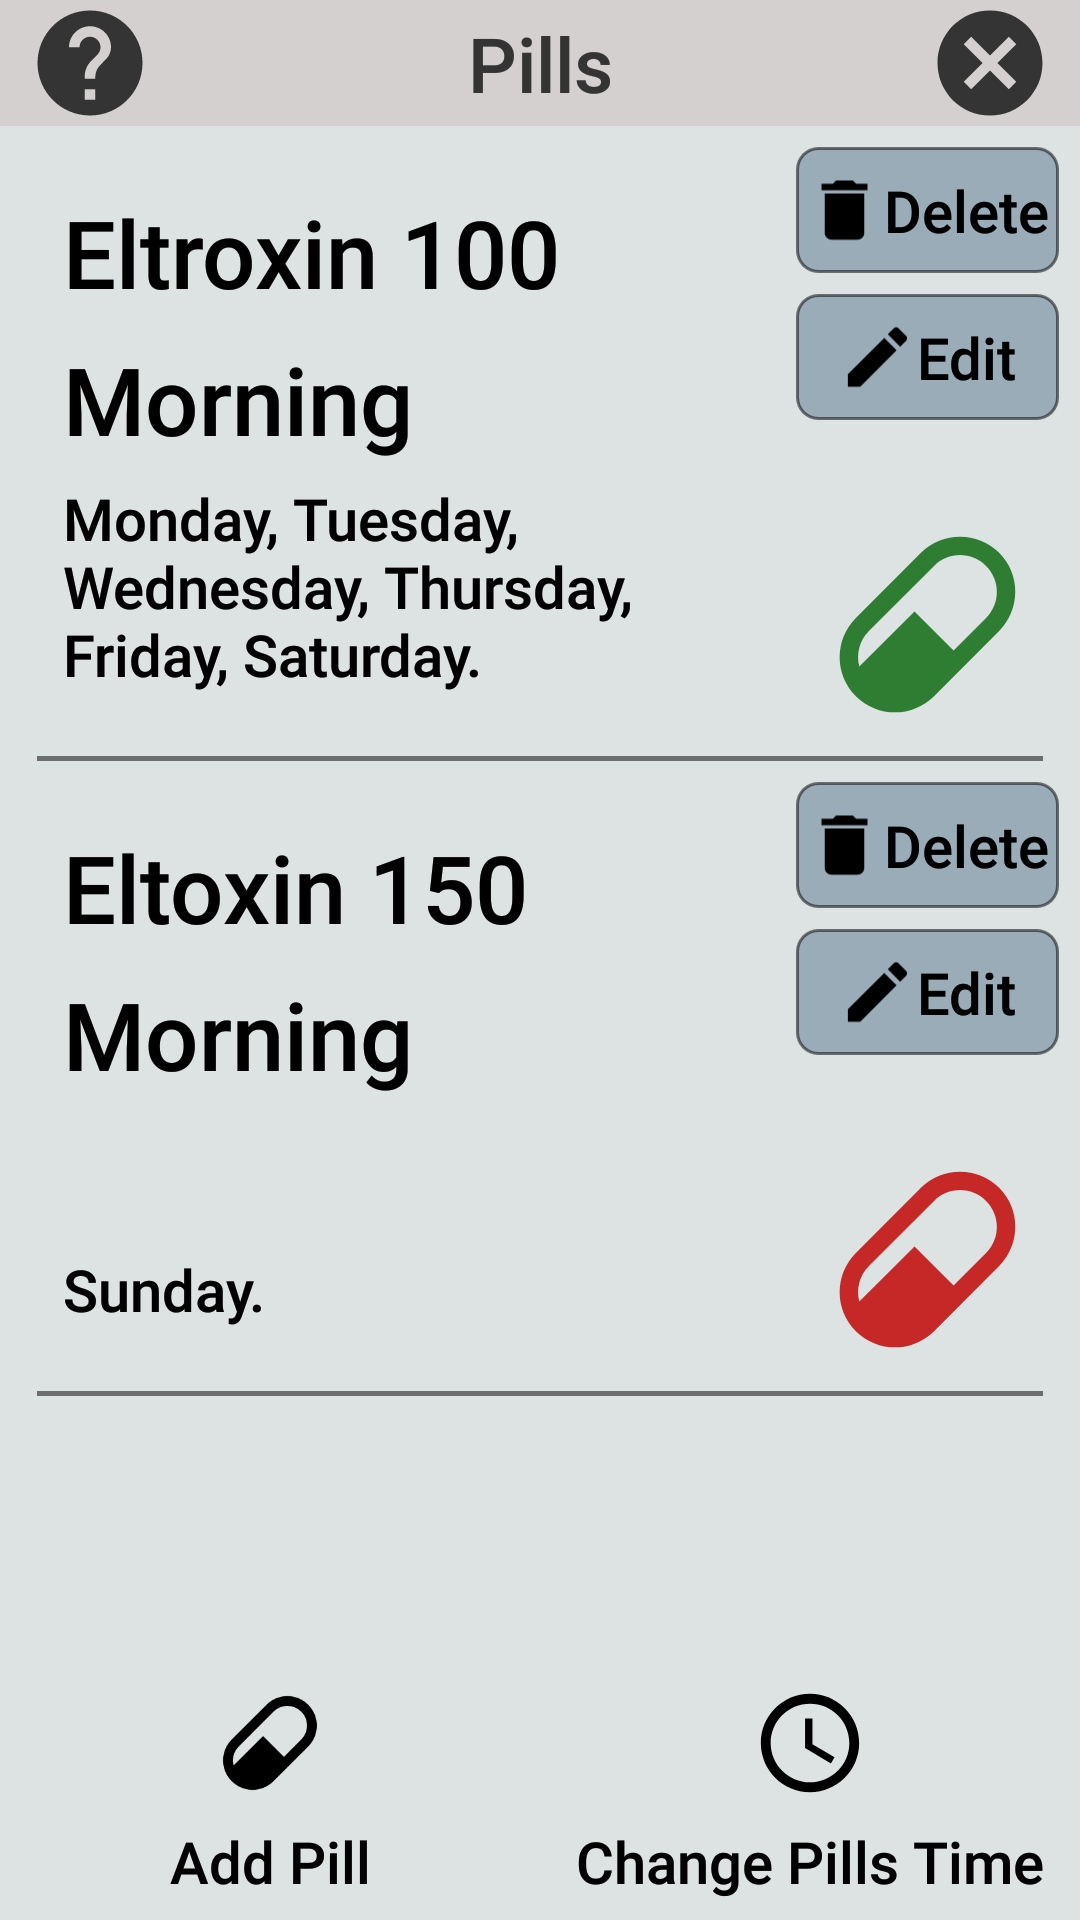 Pills
Delete
Eltroxin 100
Edit
Morning
Monday, Tuesday,
Wednesday, Thursday,
Friday, Saturday.
Delete
Eltoxin 150
Edit
Morning
Sunday.
Add Pill
Change Pills Time